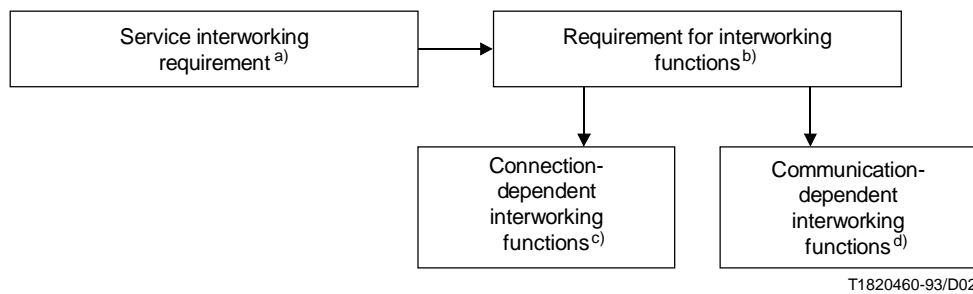 Service interworking
requirement a)
Requirement for interworking
functions b)
Connection-
dependent
interworking
functions c)
Communication-
dependent
interworking
functions d)
T1820460-93/D02